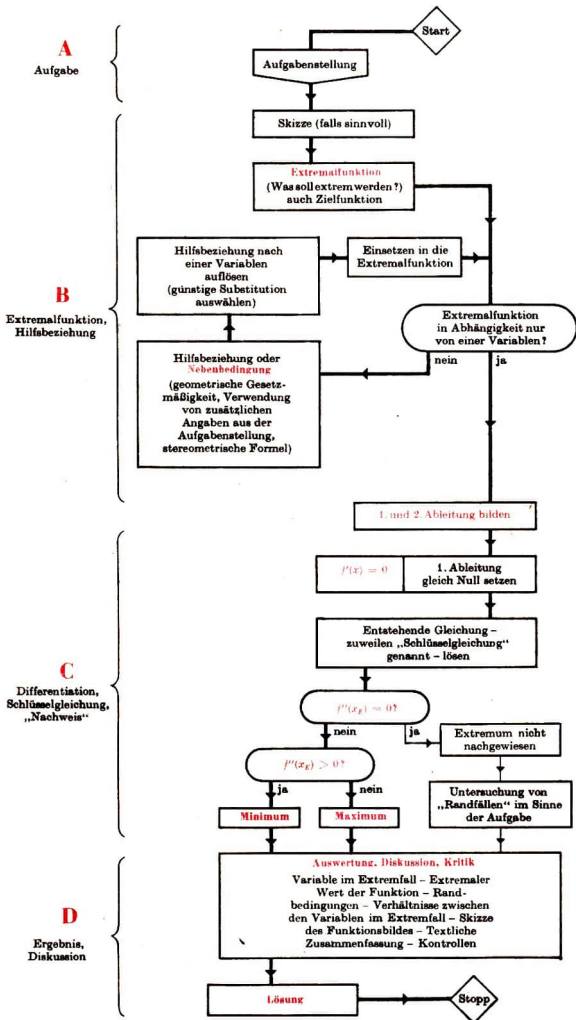 Start
A
Aufgabe
Aufgabenstellung
Skizze (falls sinnvoll)
Extremalfunktion
(Was soll extrem werden?)
auch Zielfunktion
Hilfsbeziehung nach
einer Variablen
auflösen
(günstige Substitution
auswählen)
Einsetzen in die
Extremalfunktion
B
Extremalfunktion,
Hilfsbeziehung
Extremalfunktion
in Abhängigkeit nur
von einer Variablen?
nein
ja
Hilfsbeziehung oder
Nebenbedingung
(geometrische Gesetz-
mäßigkeit, Verwendung
von zusätzlichen
Angaben aus der
Aufgabenstellung,
stereometrische Formel)
1. und 2. Ableitung bilden
f'(x) = 0
1. Ableitung
gleich Null setzen
Entstehende Gleichung –
zuweilen „Schlüsselgleichung“
genannt – lösen
C
Differentiation,
Schlüsselgleichung,
„Nachweis“
f''(x_E) = 0?
nein
ja
Extremum nicht
nachgewiesen
f''(x_E) > 0?
ja
nein
Untersuchung von
„Randfällen“ im Sinne
der Aufgabe
Minimum
Maximum
Auswertung, Diskussion, Kritik
Variable im Extremfall – Extremaler
Wert der Funktion – Rand-
bedingungen – Verhältnisse zwischen
den Variablen im Extremfall – Skizze
des Funktionsbildes – Textliche
Zusammenfassung – Kontrollen
D
Ergebnis,
Diskussion
Lösung
Stopp